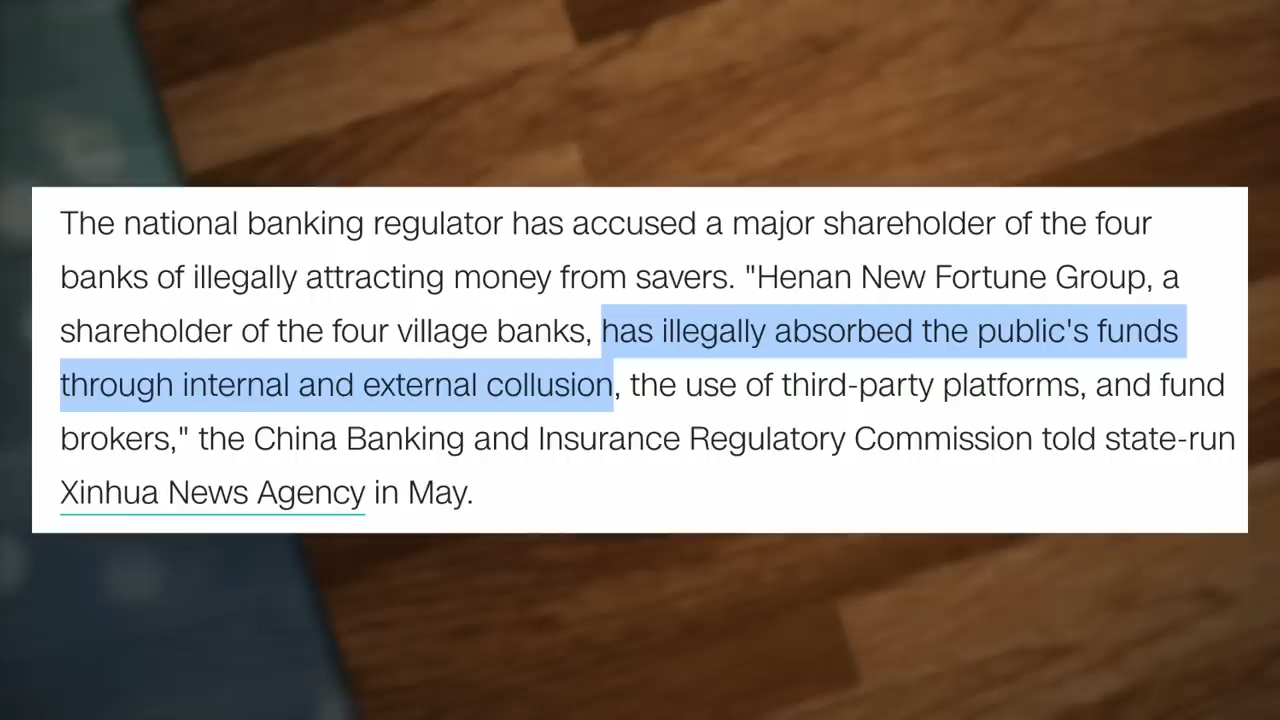 The national banking regulator has accused a major shareholder of the four
banks of illegally attracting money from savers. "Henan New Fortune Group, a
shareholder of the four village banks, has illegally absorbed the public's funds
through internal and external collusion, the use of third-party platforms, and fund
brokers," the China Banking and Insurance Regulatory Commission told state-run
Xinhua News Agency in May.